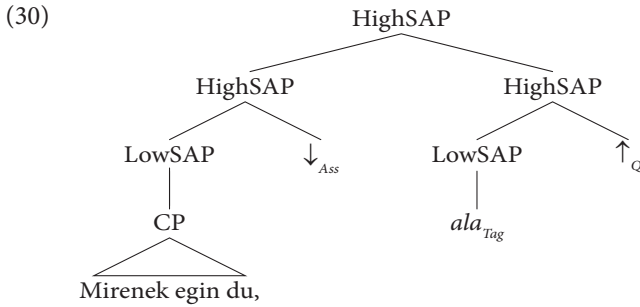 (30)
HighSAP
HighSAP HighSAP
LowSAP ↓Ass LowSAP ↑Q
CP alaTag
Mirenek egin du,